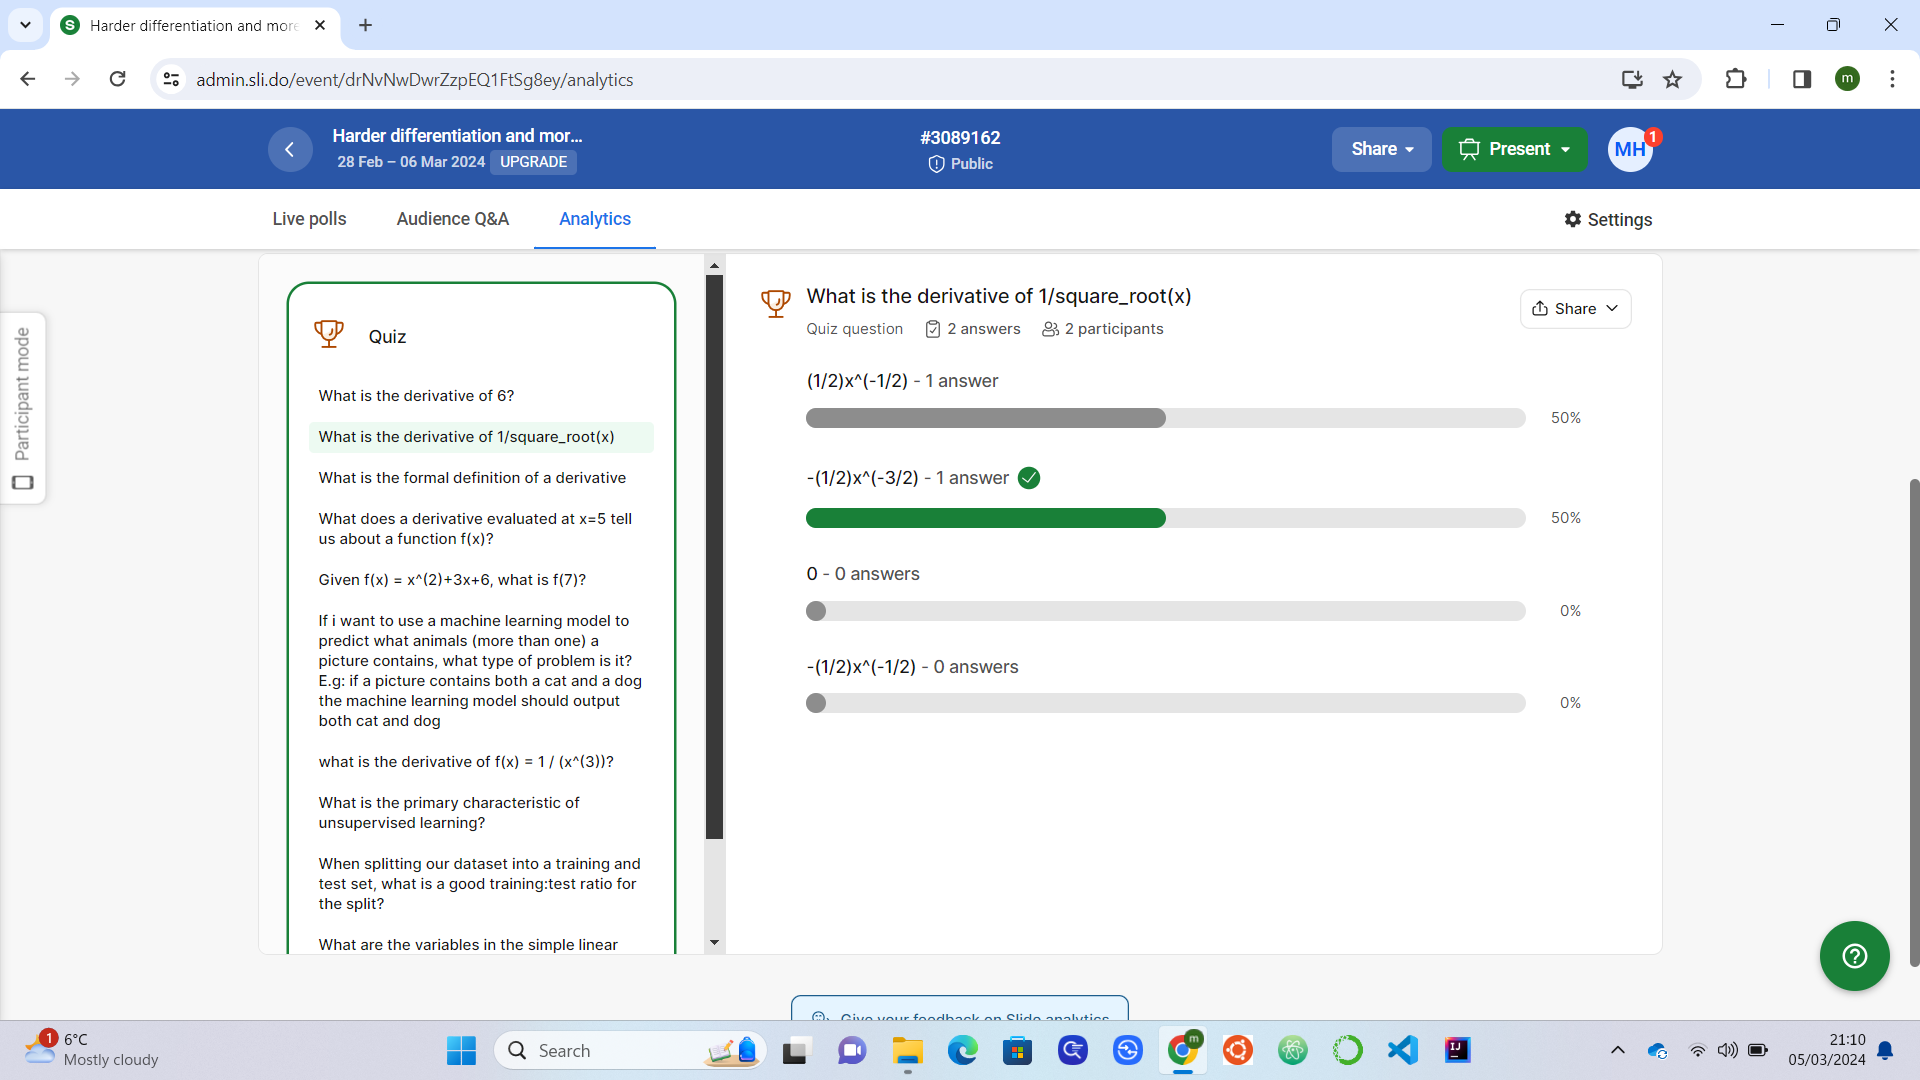 Harder differentiation and more
admin.sli.do/event/drNvNwDwrZzpEQ1FtSg8ey/analytics
m
Harder differentiation and mor...
28 Feb – 06 Mar 2024 UPGRADE
#3089162
Public
Share
Present
MH
1
Live polls
Audience Q&A
Analytics
Settings
Participant mode
Quiz
What is the derivative of 6?
What is the derivative of 1/square_root(x)
What is the formal definition of a derivative
What does a derivative evaluated at x=5 tell
us about a function f(x)?
Given f(x) = x^(2)+3x+6, what is f(7)?
If i want to use a machine learning model to
predict what animals (more than one) a
picture contains, what type of problem is it?
E.g: if a picture contains both a cat and a dog
the machine learning model should output
both cat and dog
what is the derivative of f(x) = 1 / (x^(3))?
What is the primary characteristic of
unsupervised learning?
When splitting our dataset into a training and
test set, what is a good training:test ratio for
the split?
What are the variables in the simple linear
What is the derivative of 1/square_root(x)
Quiz question 2 answers 2 participants
Share
(1/2)x^(-1/2) - 1 answer
50%
-(1/2)x^(-3/2) - 1 answer
50%
0 - 0 answers
0%
-(1/2)x^(-1/2) - 0 answers
0%
Give your feedback on Slido analytics
1
6°C
Mostly cloudy
Search
m
IJ
21:10
05/03/2024